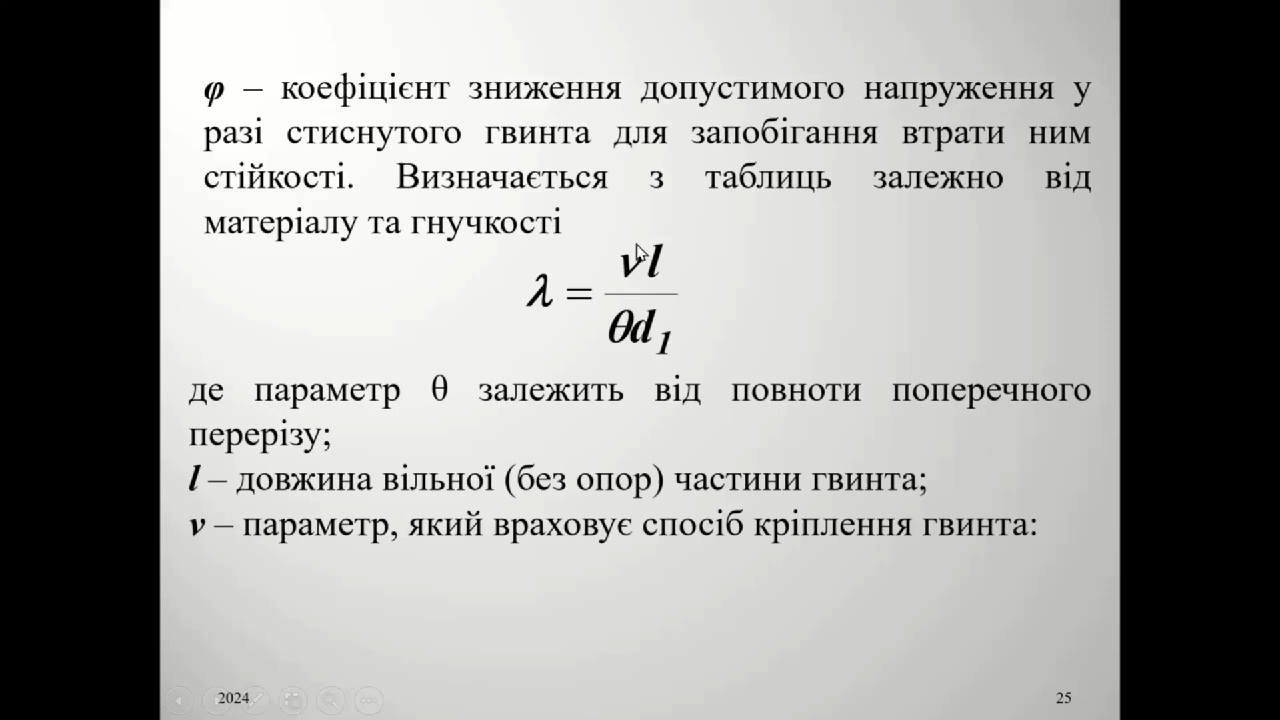 φ – коефіцієнт зниження допустимого напруження у
разі стиснутого гвинта для запобігання втрати ним
стійкості. Визначається з таблиць залежно від
матеріалу та гнучкості
λ = νl / θd₁
де параметр θ залежить від повноти поперечного
перерізу;
l – довжина вільної (без опор) частини гвинта;
ν – параметр, який враховує спосіб кріплення гвинта:
2024
25